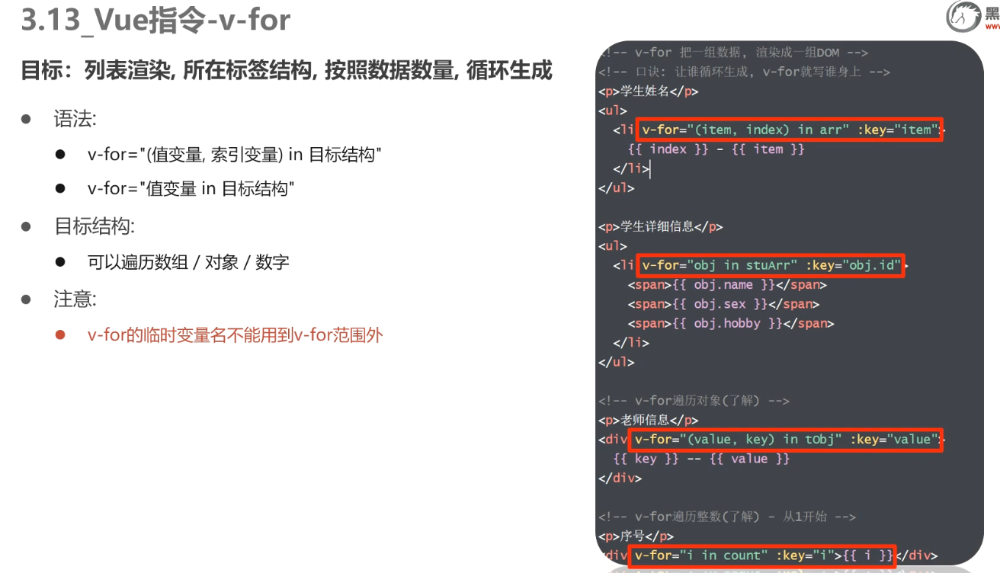 3.13_Vue指令-v-for
黑
www
目标：列表渲染, 所在标签结构, 按照数据数量, 循环生成
语法:
v-for="(值变量, 索引变量) in 目标结构"
v-for="值变量 in 目标结构"
目标结构:
可以遍历数组 / 对象 / 数字
注意:
v-for的临时变量名不能用到v-for范围外
<!-- v-for 把一组数据, 渲染成一组DOM -->
<!-- 口诀: 让谁循环生成, v-for就写谁身上 -->
<p>学生姓名</p>
<ul>
<li v-for="(item, index) in arr" :key="item">
{{ index }} - {{ item }}
</li>
</ul>
<p>学生详细信息</p>
<ul>
<li v-for="obj in stuArr" :key="obj.id">
<span>{{ obj.name }}</span>
<span>{{ obj.sex }}</span>
<span>{{ obj.hobby }}</span>
</li>
</ul>
<!-- v-for遍历对象(了解) -->
<p>老师信息</p>
<div v-for="(value, key) in tObj" :key="value">
{{ key }} -- {{ value }}
</div>
<!-- v-for遍历整数(了解) - 从1开始 -->
<p>序号</p>
<div v-for="i in count" :key="i">{{ i }}</div>